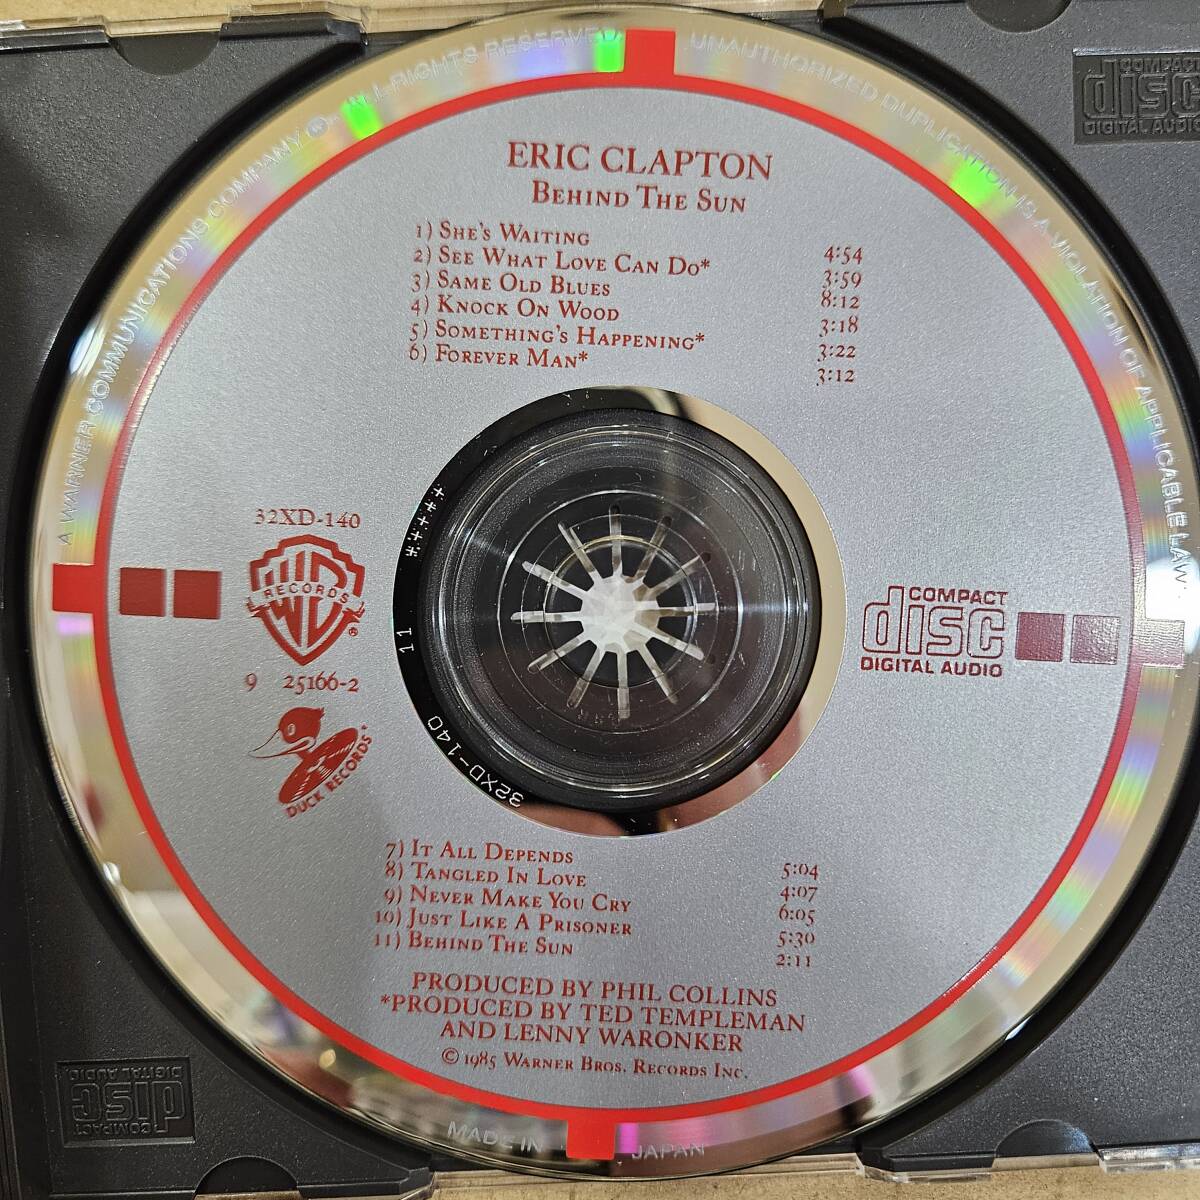 A WARNER COMMUNICATIONS COMPANY ℗. ALL RIGHTS RESERVED
UNAUTHORIZED DUPLICATION IS A VIOLATION OF APPLICABLE LAW.
COMPACT
disc
DIGITAL AUDIO
ERIC CLAPTON
BEHIND THE SUN
1) SHE'S WAITING 4:54
2) SEE WHAT LOVE CAN DO* 3:59
3) SAME OLD BLUES 8:12
4) KNOCK ON WOOD 3:18
5) SOMETHING'S HAPPENING* 3:22
6) FOREVER MAN* 3:12
32XD-140
WB
RECORDS
®
9 25166-2
DUCK RECORDS
COMPACT
disc
DIGITAL AUDIO
11 *+++++
32XD-140
7) IT ALL DEPENDS 5:04
8) TANGLED IN LOVE 4:07
9) NEVER MAKE YOU CRY 6:05
10) JUST LIKE A PRISONER 5:30
11) BEHIND THE SUN 2:11
PRODUCED BY PHIL COLLINS
*PRODUCED BY TED TEMPLEMAN
AND LENNY WARONKER
© 1985 WARNER BROS. RECORDS INC.
MADE IN JAPAN
COMPACT
disc
DIGITAL AUDIO